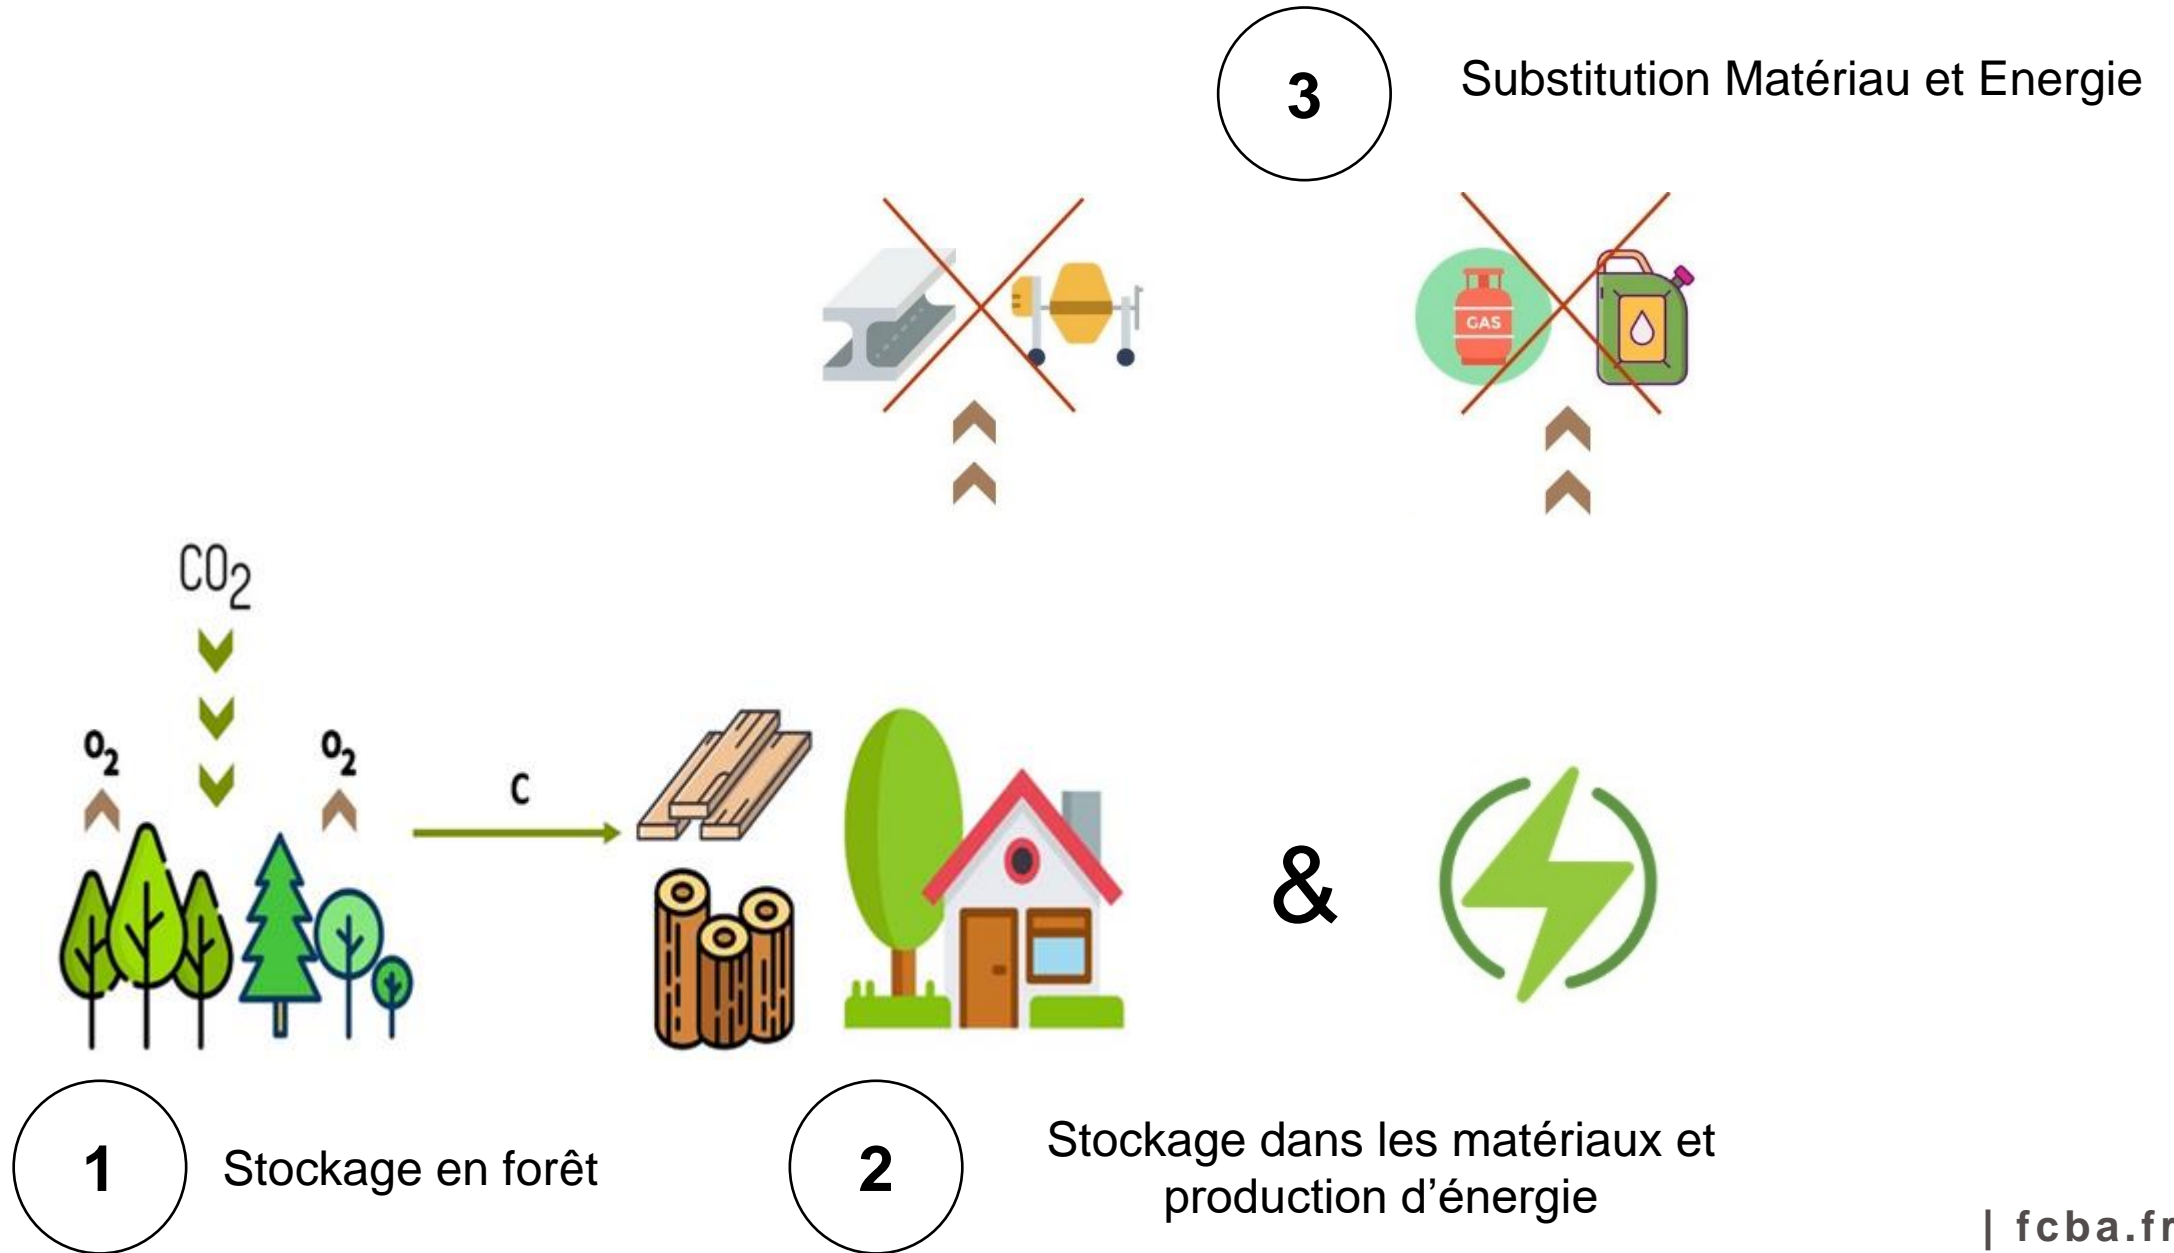 3
Substitution Matériau et Energie
GAS
CO2
O2
O2
C
&
1
Stockage en forêt
2
Stockage dans les matériaux et
production d’énergie
| fcba.fr